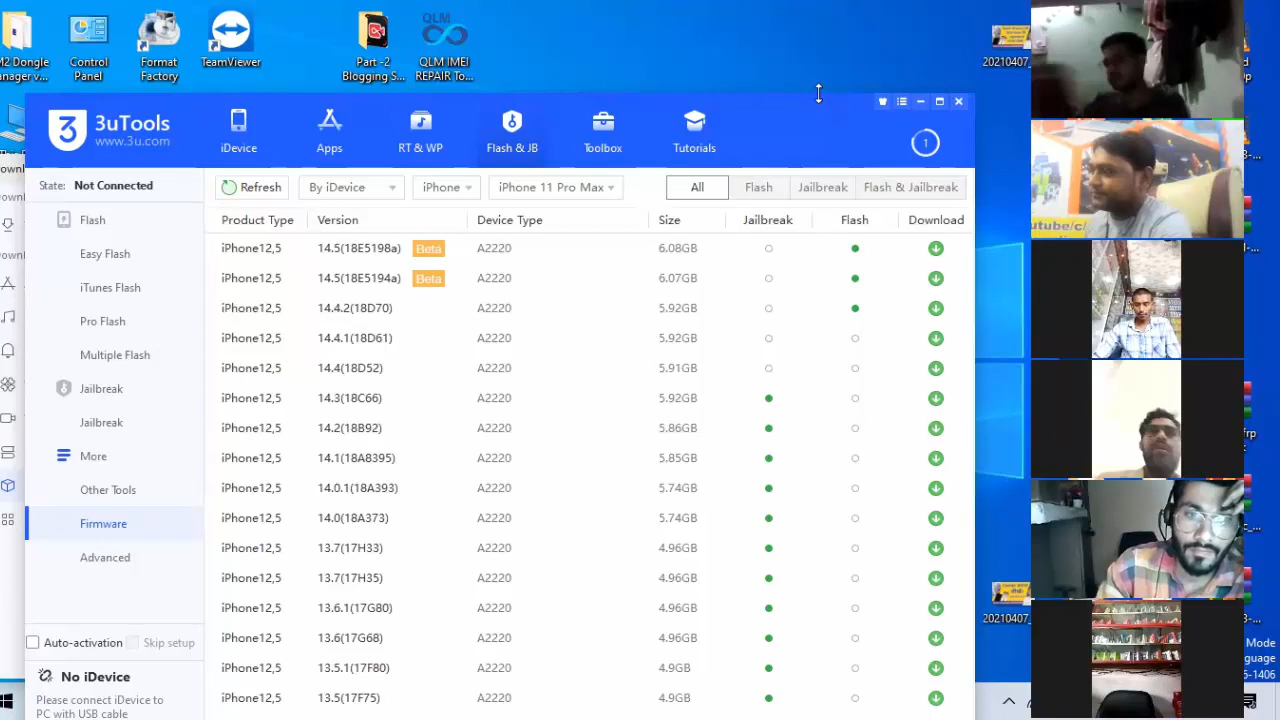 M2 Dongle
Manager v...
Control
Panel
Format
Factory
TeamViewer
Part -2
Blogging S...
QLM
QLM IMEI
REPAIR To...
20210407_
3uTools
www.3u.com
iDevice
Apps
RT & WP
Flash & JB
Toolbox
Tutorials
1
State: Not Connected
Refresh
By iDevice
iPhone
iPhone 11 Pro Max
All
Flash
Jailbreak
Flash & Jailbreak
Flash
Easy Flash
iTunes Flash
Pro Flash
Multiple Flash
Jailbreak
Jailbreak
More
Other Tools
Firmware
Advanced
Auto-activation
Skip setup
No iDevice
Please connect iDevice to
PC with USB cable
Product Type Version Device Type Size Jailbreak Flash Download
iPhone12,5 14.5(18E5198a) Beta A2220 6.08GB
iPhone12,5 14.5(18E5194a) Beta A2220 6.07GB
iPhone12,5 14.4.2(18D70) A2220 5.92GB
iPhone12,5 14.4.1(18D61) A2220 5.92GB
iPhone12,5 14.4(18D52) A2220 5.91GB
iPhone12,5 14.3(18C66) A2220 5.92GB
iPhone12,5 14.2(18B92) A2220 5.86GB
iPhone12,5 14.1(18A8395) A2220 5.85GB
iPhone12,5 14.0.1(18A393) A2220 5.74GB
iPhone12,5 14.0(18A373) A2220 5.74GB
iPhone12,5 13.7(17H33) A2220 4.96GB
iPhone12,5 13.7(17H35) A2220 4.96GB
iPhone12,5 13.6.1(17G80) A2220 4.96GB
iPhone12,5 13.6(17G68) A2220 4.96GB
iPhone12,5 13.5.1(17F80) A2220 4.9GB
iPhone12,5 13.5(17F75) A2220 4.9GB
utube/c/
frp
20210407_
Mode
guage
5-1406